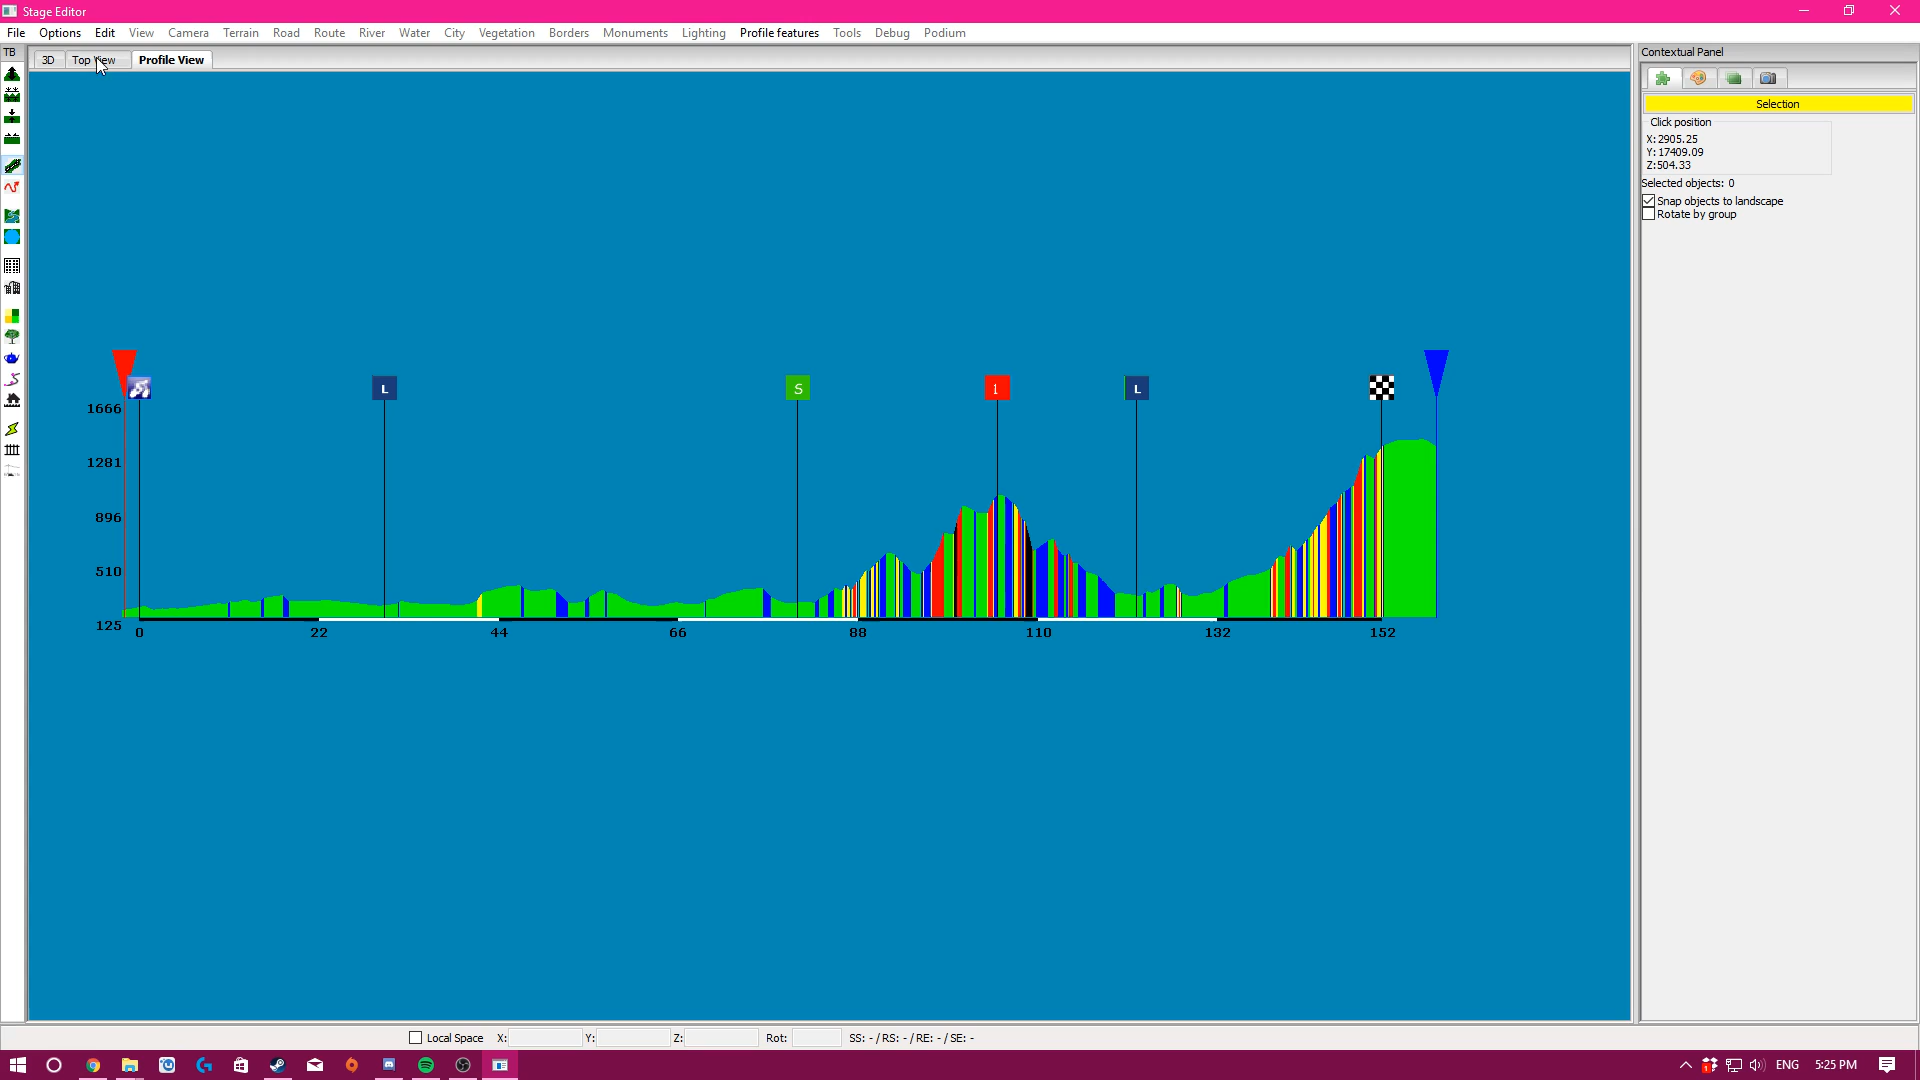 Stage Editor
File Options Edit View Camera Terrain Road Route River Water City Vegetation Borders Monuments Lighting Profile features Tools Debug Podium
TB
3D Top View Profile View
Contextual Panel
Selection
Click position
X:2905.25
Y:17409.09
Z:504.33
Selected objects: 0
Snap objects to landscape
Rotate by group
L S 1 L
1666
1281
896
510
125
0 22 44 66 88 110 132 152
Local Space X: Y: Z: Rot: SS: - / RS: - / RE: - / SE: -
1 ENG 5:25 PM